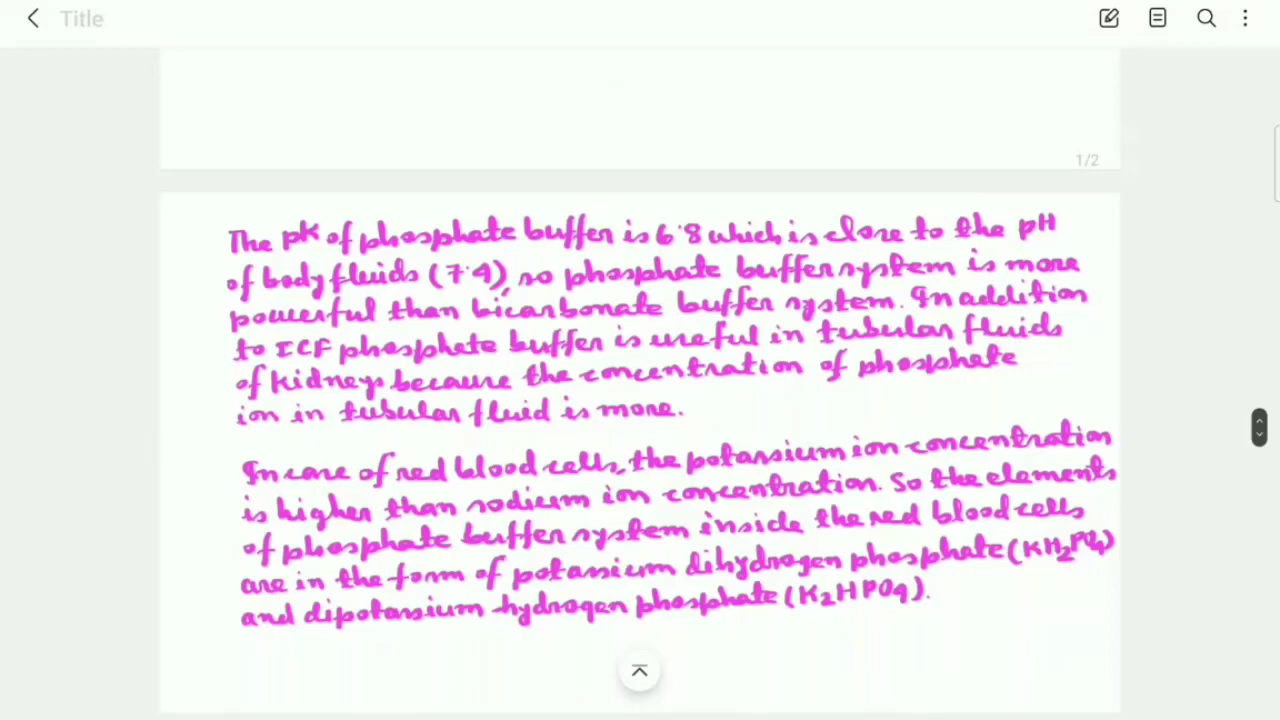 Title
1/2
The pK of phosphate buffer is 6.8 which is close to the pH
of body fluids (7.4), so phosphate buffer system is more
powerful than bicarbonate buffer system. In addition
to ICF phosphete buffer is useful in tubular fluids
of kidneys because the concentration of phosphate
ion in tubular fluid is more.
In case of red blood cells, the potassium ion concentration
is higher than sodium ion concentration. So the elements
of phosphate buffer system inside the red blood cells
are in the form of potassium dihydrogen phosphate (KH2PO4)
and dipotassium hydrogen phosphate (K2HPO4).